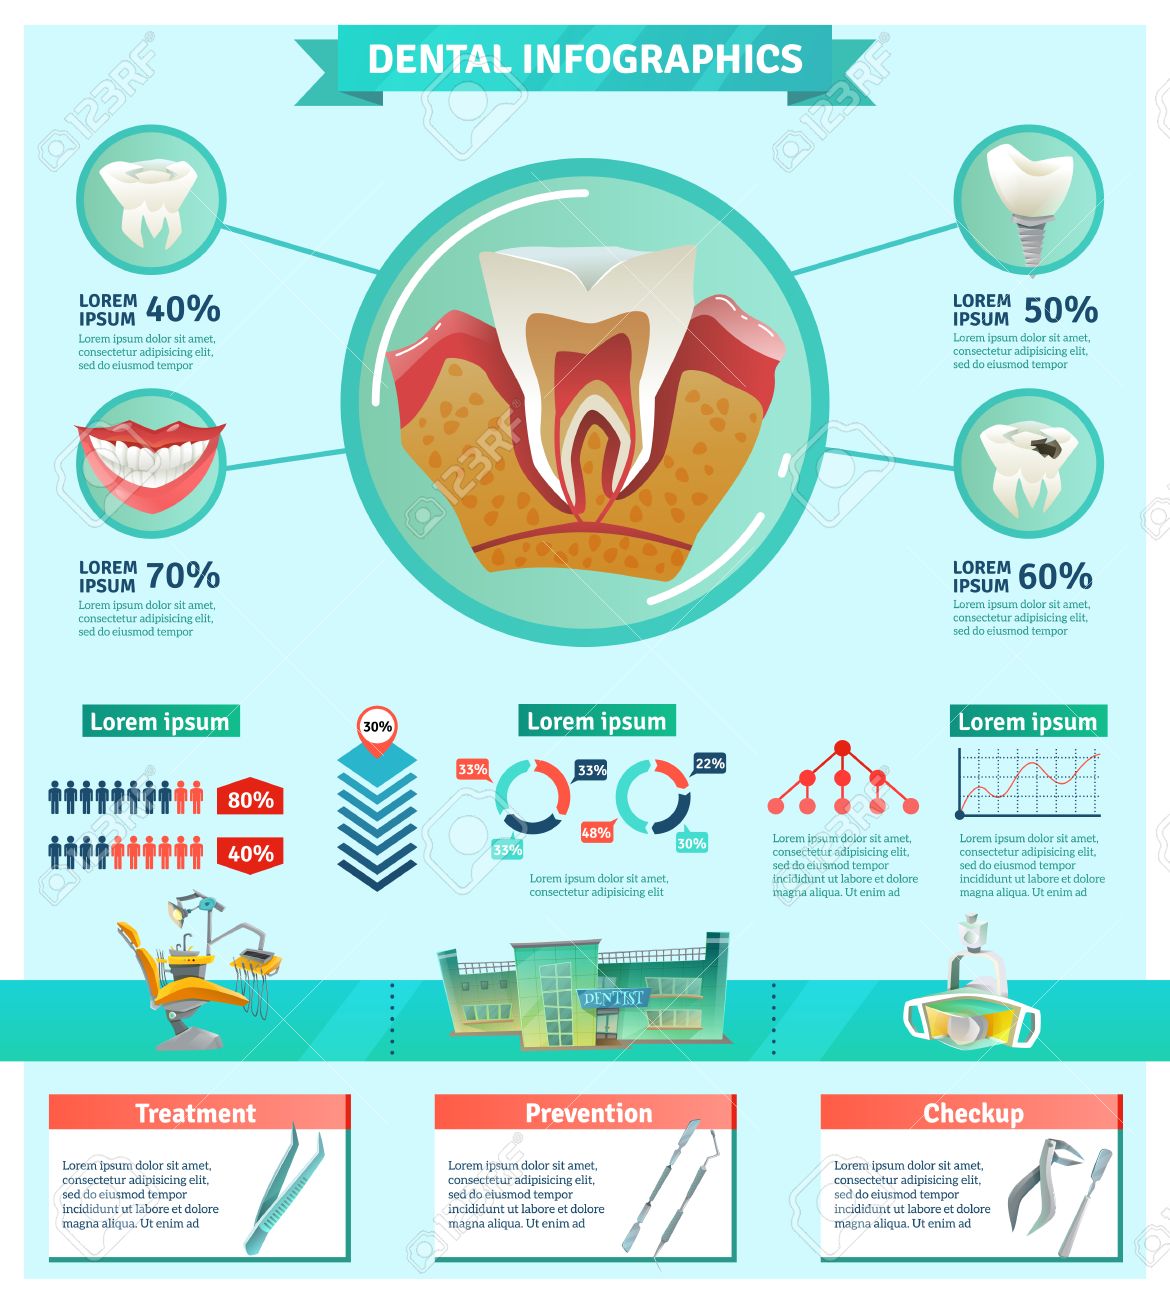 DENTAL INFOGRAPHICS
LOREM
IPSUM 40%
Lorem ipsum dolor sit amet,
consectetur adipisicing elit,
sed do eiusmod tempor
LOREM
IPSUM 50%
Lorem ipsum dolor sit amet,
consectetur adipisicing elit,
sed do eiusmod tempor
LOREM
IPSUM 70%
Lorem ipsum dolor sit amet,
consectetur adipisicing elit,
sed do eiusmod tempor
LOREM
IPSUM 60%
Lorem ipsum dolor sit amet,
consectetur adipisicing elit,
sed do eiusmod tempor
Lorem ipsum
80%
40%
30%
Lorem ipsum
33%
33%
33%
22%
48%
30%
Lorem ipsum dolor sit amet,
consectetur adipisicing elit
Lorem ipsum dolor sit amet,
consectetur adipisicing elit,
sed do eiusmod tempor
incididunt ut labore et dolore
magna aliqua. Ut enim ad
Lorem ipsum
Lorem ipsum dolor sit amet,
consectetur adipisicing elit,
sed do eiusmod tempor
incididunt ut labore et dolore
magna aliqua. Ut enim ad
DENTIST
Treatment
Lorem ipsum dolor sit amet,
consectetur adipisicing elit,
sed do eiusmod tempor
incididunt ut labore et dolore
magna aliqua. Ut enim ad
Prevention
Lorem ipsum dolor sit amet,
consectetur adipisicing elit,
sed do eiusmod tempor
incididunt ut labore et dolore
magna aliqua. Ut enim ad
Checkup
Lorem ipsum dolor sit amet,
consectetur adipisicing elit,
sed do eiusmod tempor
incididunt ut labore et dolore
magna aliqua. Ut enim ad
123RF